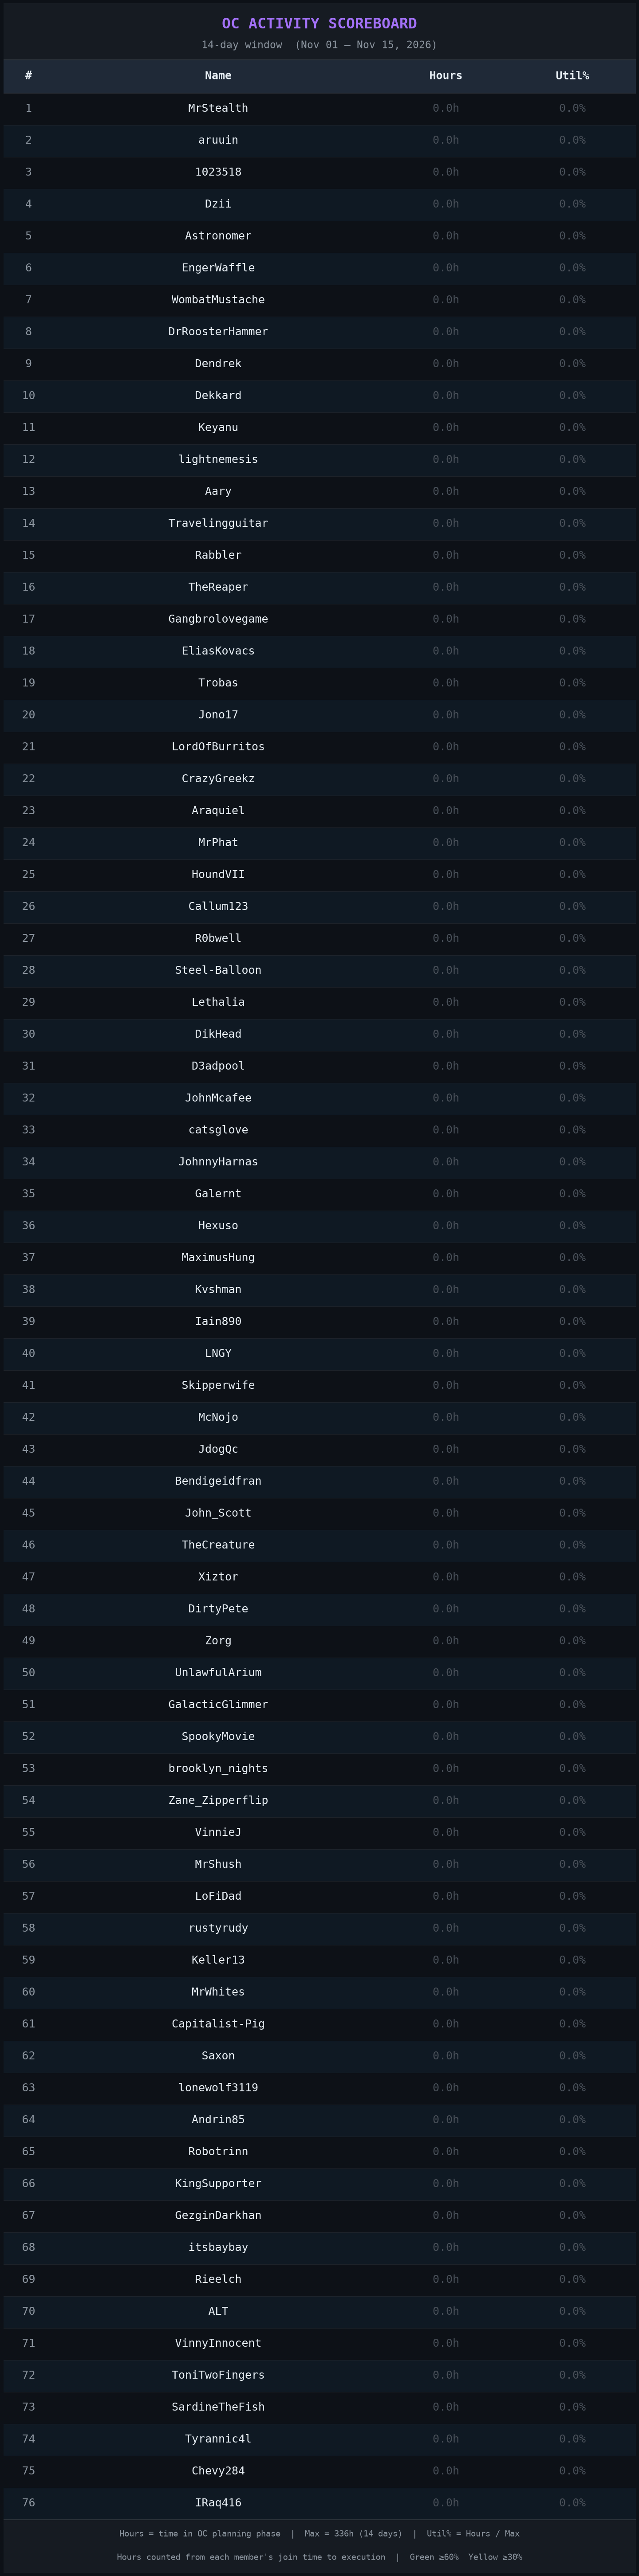 OC ACTIVITY SCOREBOARD
14-day window (Nov 01 — Nov 15, 2026)
# Name Hours Util%
1 MrStealth 0.0h 0.0%
2 aruuin 0.0h 0.0%
3 1023518 0.0h 0.0%
4 Dzii 0.0h 0.0%
5 Astronomer 0.0h 0.0%
6 EngerWaffle 0.0h 0.0%
7 WombatMustache 0.0h 0.0%
8 DrRoosterHammer 0.0h 0.0%
9 Dendrek 0.0h 0.0%
10 Dekkard 0.0h 0.0%
11 Keyanu 0.0h 0.0%
12 lightnemesis 0.0h 0.0%
13 Aary 0.0h 0.0%
14 Travelingguitar 0.0h 0.0%
15 Rabbler 0.0h 0.0%
16 TheReaper 0.0h 0.0%
17 Gangbrolovegame 0.0h 0.0%
18 EliasKovacs 0.0h 0.0%
19 Trobas 0.0h 0.0%
20 Jono17 0.0h 0.0%
21 LordOfBurritos 0.0h 0.0%
22 CrazyGreekz 0.0h 0.0%
23 Araquiel 0.0h 0.0%
24 MrPhat 0.0h 0.0%
25 HoundVII 0.0h 0.0%
26 Callum123 0.0h 0.0%
27 R0bwell 0.0h 0.0%
28 Steel-Balloon 0.0h 0.0%
29 Lethalia 0.0h 0.0%
30 DikHead 0.0h 0.0%
31 D3adpool 0.0h 0.0%
32 JohnMcafee 0.0h 0.0%
33 catsglove 0.0h 0.0%
34 JohnnyHarnas 0.0h 0.0%
35 Galernt 0.0h 0.0%
36 Hexuso 0.0h 0.0%
37 MaximusHung 0.0h 0.0%
38 Kvshman 0.0h 0.0%
39 Iain890 0.0h 0.0%
40 LNGY 0.0h 0.0%
41 Skipperwife 0.0h 0.0%
42 McNojo 0.0h 0.0%
43 JdogQc 0.0h 0.0%
44 Bendigeidfran 0.0h 0.0%
45 John_Scott 0.0h 0.0%
46 TheCreature 0.0h 0.0%
47 Xiztor 0.0h 0.0%
48 DirtyPete 0.0h 0.0%
49 Zorg 0.0h 0.0%
50 UnlawfulArium 0.0h 0.0%
51 GalacticGlimmer 0.0h 0.0%
52 SpookyMovie 0.0h 0.0%
53 brooklyn_nights 0.0h 0.0%
54 Zane_Zipperflip 0.0h 0.0%
55 VinnieJ 0.0h 0.0%
56 MrShush 0.0h 0.0%
57 LoFiDad 0.0h 0.0%
58 rustyrudy 0.0h 0.0%
59 Keller13 0.0h 0.0%
60 MrWhites 0.0h 0.0%
61 Capitalist-Pig 0.0h 0.0%
62 Saxon 0.0h 0.0%
63 lonewolf3119 0.0h 0.0%
64 Andrin85 0.0h 0.0%
65 Robotrinn 0.0h 0.0%
66 KingSupporter 0.0h 0.0%
67 GezginDarkhan 0.0h 0.0%
68 itsbaybay 0.0h 0.0%
69 Rieelch 0.0h 0.0%
70 ALT 0.0h 0.0%
71 VinnyInnocent 0.0h 0.0%
72 ToniTwoFingers 0.0h 0.0%
73 SardineTheFish 0.0h 0.0%
74 Tyrannic4l 0.0h 0.0%
75 Chevy284 0.0h 0.0%
76 IRaq416 0.0h 0.0%
Hours = time in OC planning phase | Max = 336h (14 days) | Util% = Hours / Max
Hours counted from each member's join time to execution | Green ≥60% Yellow ≥30%